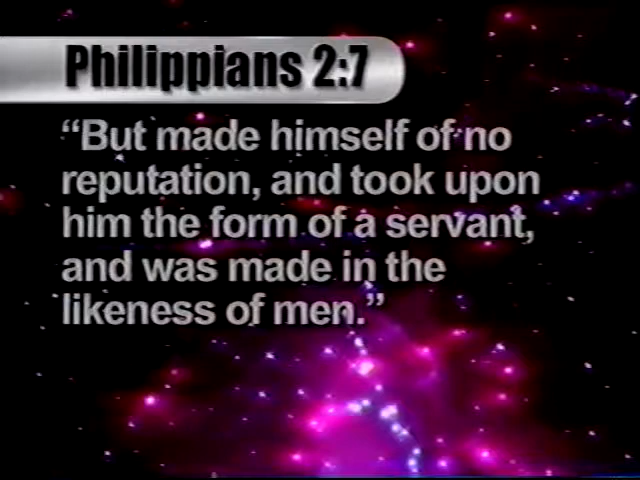 Philippians 2:7
“But made himself of no
reputation, and took upon
him the form of a servant,
and was made in the
likeness of men.”